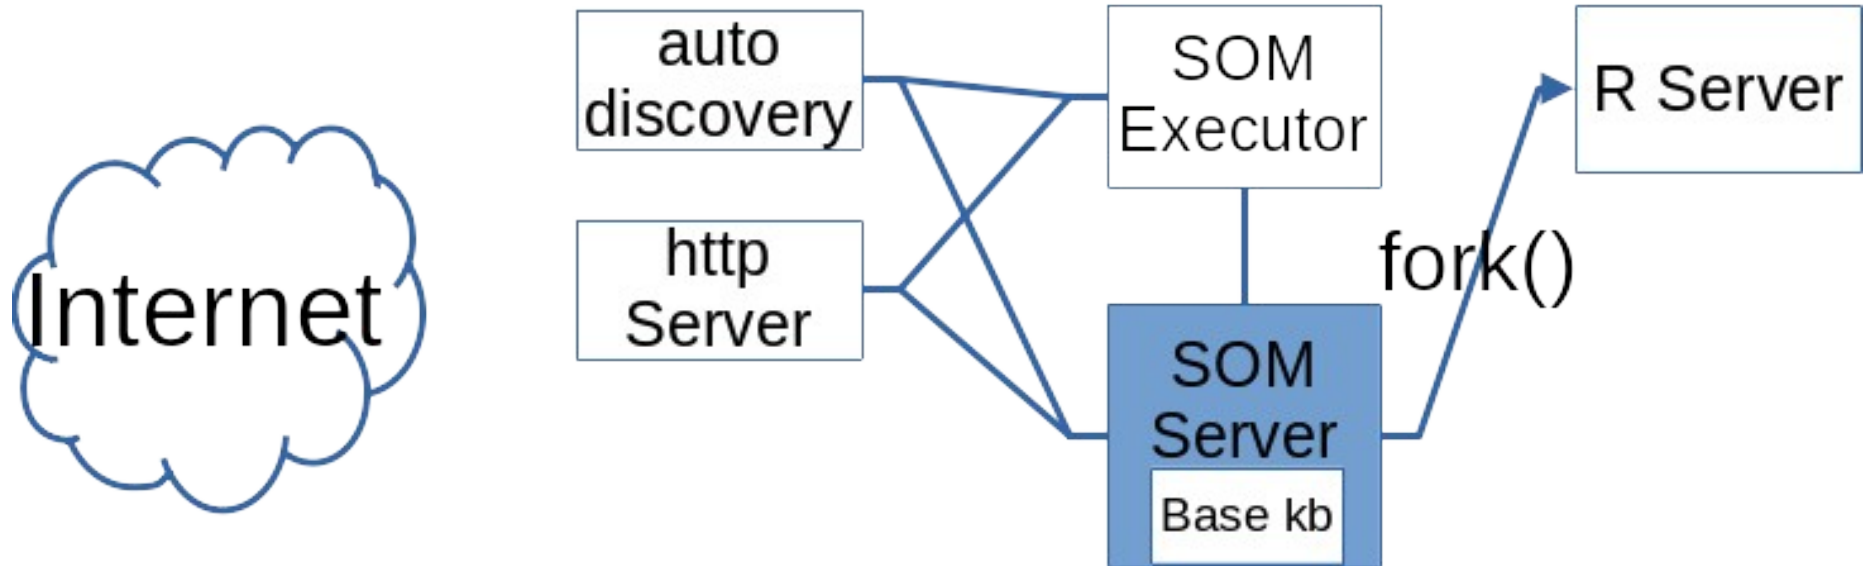 Internet
auto
discovery
http
Server
SOM
Executor
SOM
Server
Base kb
fork()
R Server